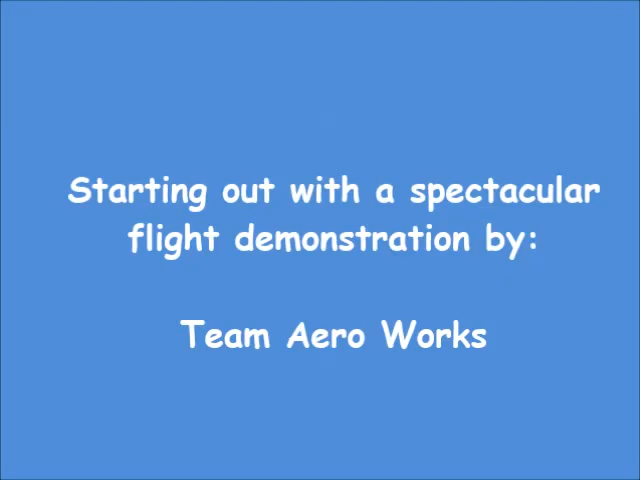 Starting out with a spectacular
flight demonstration by:
Team Aero Works